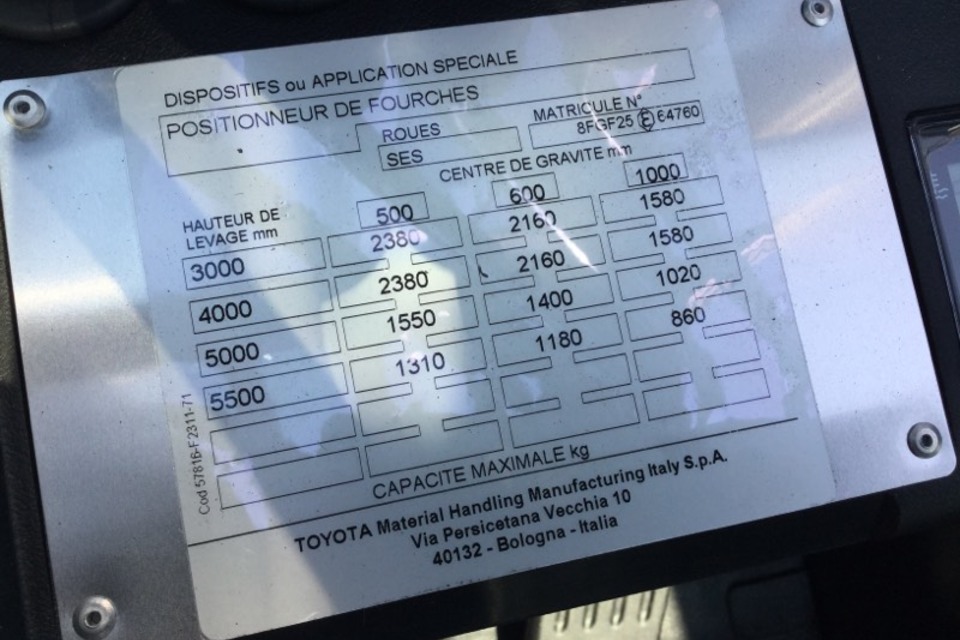 DISPOSITIFS ou APPLICATION SPECIALE
POSITIONNEUR DE FOURCHES
ROUES
SES
MATRICULE N°
8FGF25 E 64760
CENTRE DE GRAVITE mm
HAUTEUR DE
LEVAGE mm
500 600 1000
3000 2380 2160 1580
4000 2380 2160 1580
5000 1550 1400 1020
5500 1310 1180 860
Cod 57816-F2311-71
CAPACITE MAXIMALE kg
TOYOTA Material Handling Manufacturing Italy S.p.A.
Via Persicetana Vecchia 10
40132 - Bologna - Italia